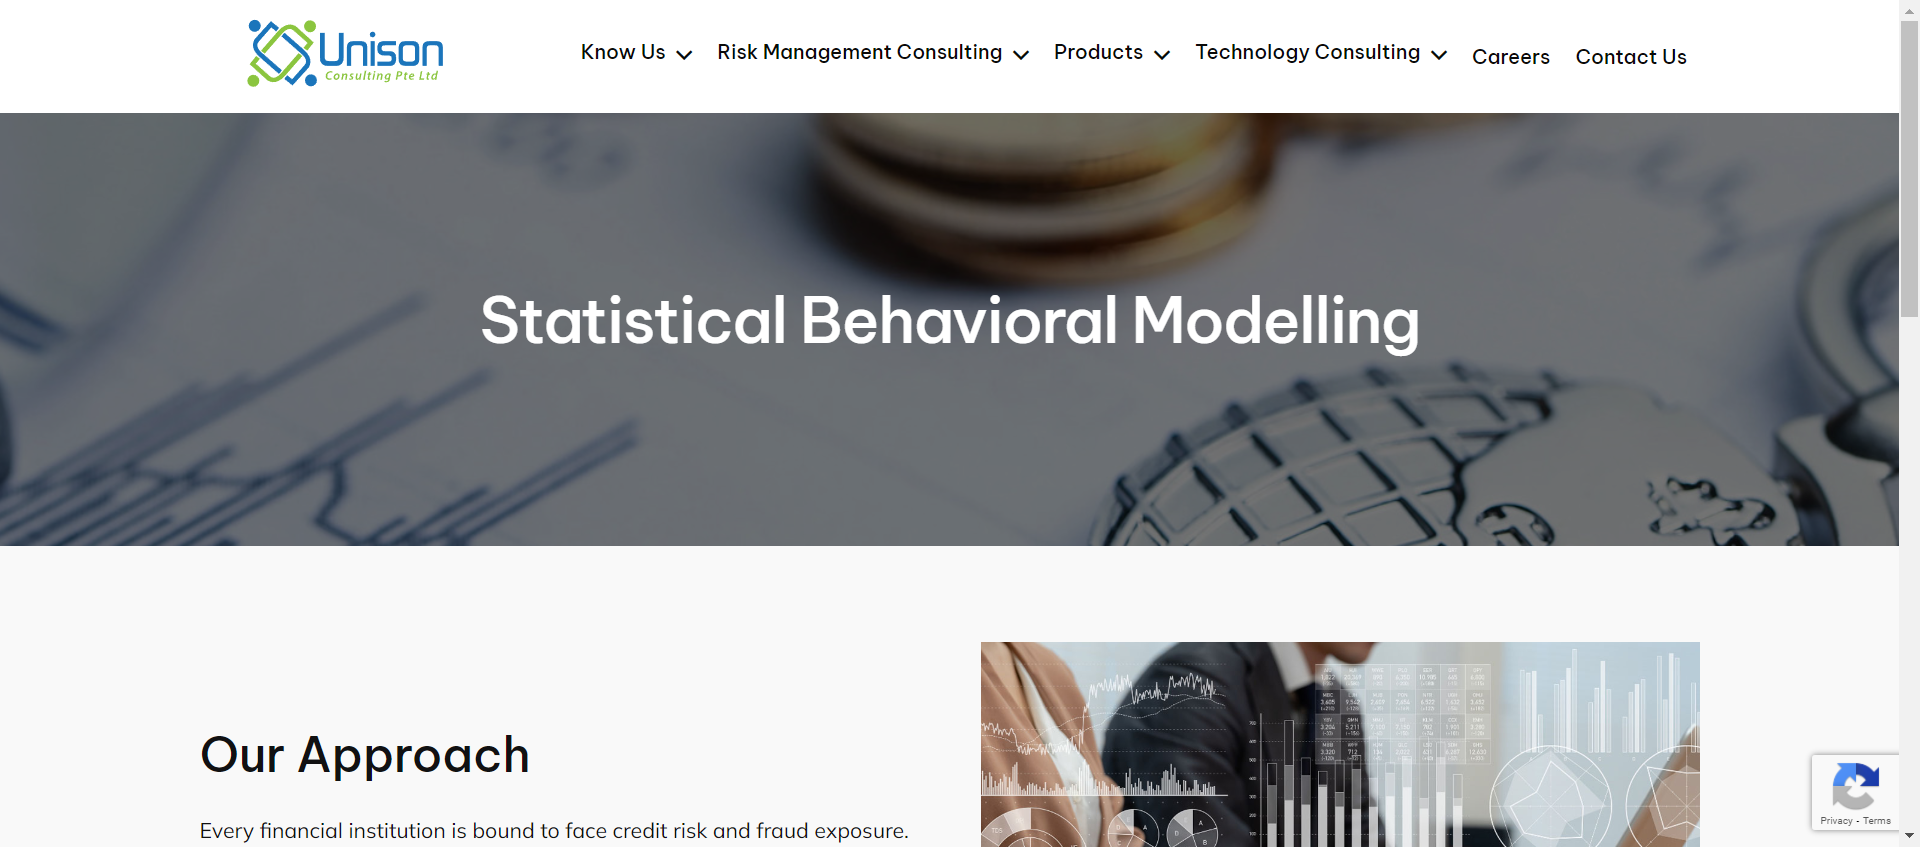 Unison
Consulting Pte Ltd
Know Us
Risk Management Consulting
Products
Technology Consulting
Careers
Contact Us
Statistical Behavioral Modelling
Our Approach
Every financial institution is bound to face credit risk and fraud exposure.
Privacy - Terms